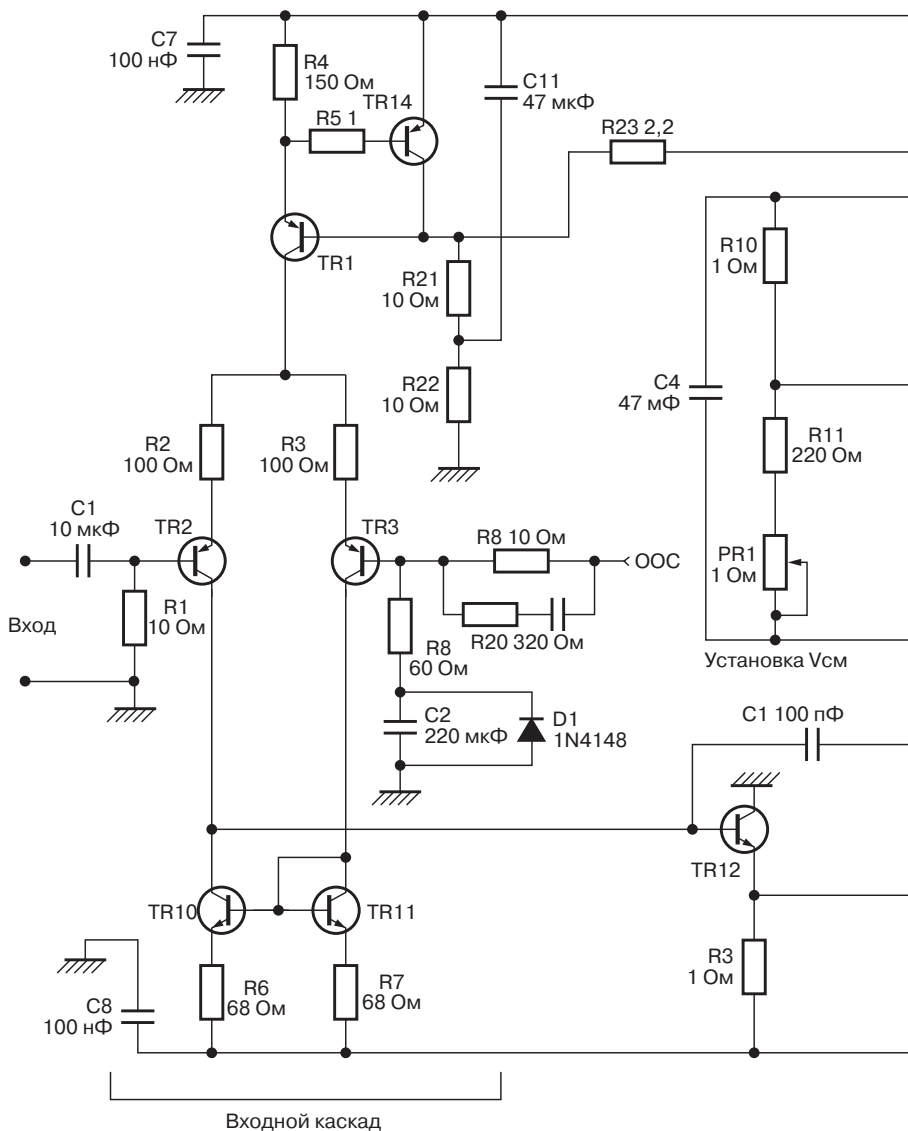 C7
100 нФ
R4
150 Ом
TR14
C11
47 мкФ
R5 1
R23 2,2
TR1
R21
10 Ом
R10
1 Ом
R22
10 Ом
C4
47 мФ
R11
220 Ом
R2
100 Ом
R3
100 Ом
C1
10 мкФ
TR2
TR3
R8 10 Ом
ООС
PR1
1 Ом
Вход
R1
10 Ом
R20 320 Ом
R8
60 Ом
Установка Vсм
C2
220 мкФ
D1
1N4148
C1 100 пФ
TR12
TR10
TR11
R3
1 Ом
R6
68 Ом
R7
68 Ом
C8
100 нФ
Входной каскад